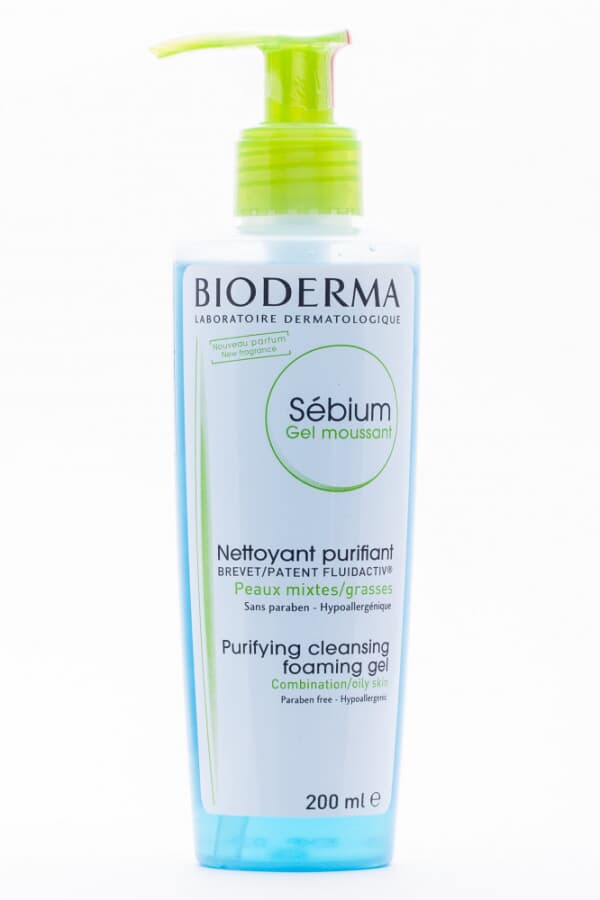 BIODERMA
LABORATOIRE DERMATOLOGIQUE
Nouveau parfum
New fragrance
Sébium
Gel moussant
Nettoyant purifiant
BREVET/PATENT FLUIDACTIV®
Peaux mixtes/grasses
Sans paraben - Hypoallergénique
Purifying cleansing
foaming gel
Combination/oily skin
Paraben free - Hypoallergenic
200 ml ℮